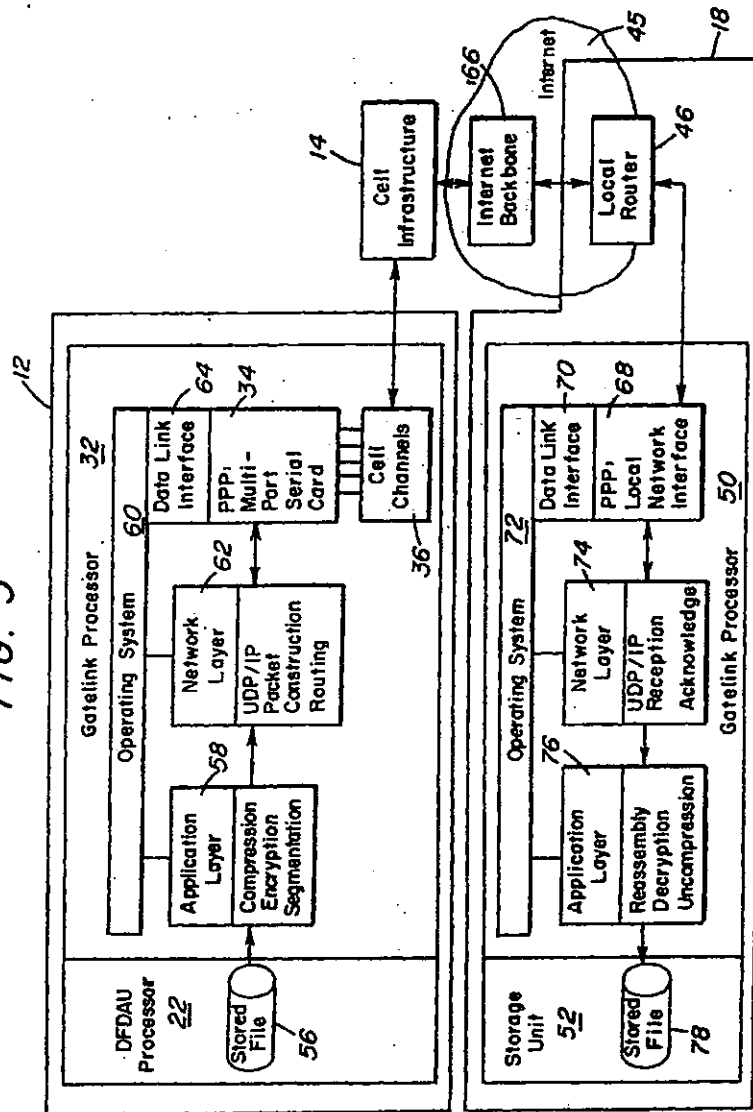 FIG. 3
12
Gatelink Processor
32
DFDAU
Processor
22
Stored File
56
Operating System
60
Application
Layer
58
Compression
Encryption
Segmentation
Network
Layer
62
UDP/IP
Packet
Construction
Routing
Data Link
Interface
64
PPP,
Multi-
Port
Serial
Card
34
Cell
Channels
36
Cell
Infrastructure
14
Internet
Backbone
66
Internet
45
Local
Router
46
18
Storage
Unit
52
Stored File
78
Operating System
72
Application
Layer
76
Reassembly
Decryption
Uncompression
Network
Layer
74
UDP/IP
Reception
Acknowledge
Data Link
Interface
70
PPP,
Local
Network
Interface
68
Gatelink Processor
50